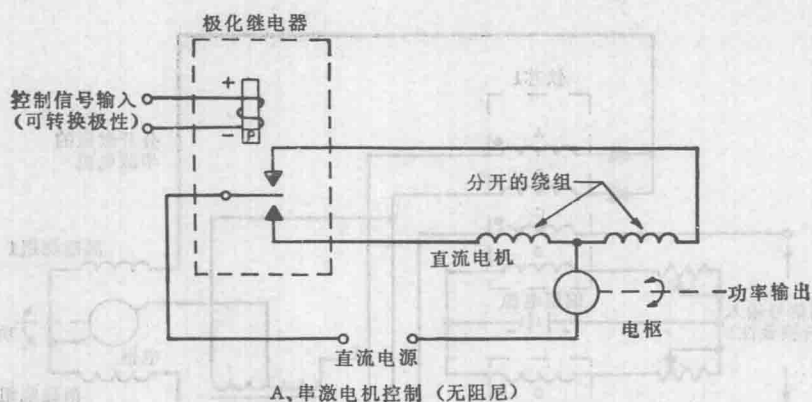 极化继电器
+
控制信号输入
(可转换极性)
-
P
分开的绕组
直流电机
功率输出
电枢
直流电源
A、串激电机控制 (无阻尼)